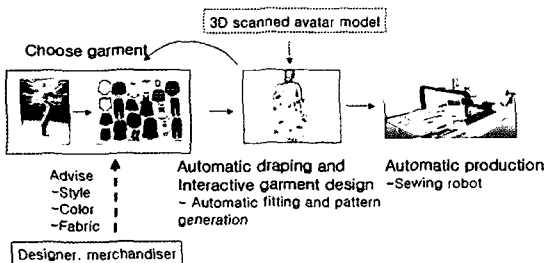 3D scanned avatar model
Choose garment
Advise
~Style
~Color
~Fabric
Automatic draping and
Interactive garment design
~ Automatic fitting and pattern
generation
Automatic production
~Sewing robot
Designer, merchandiser